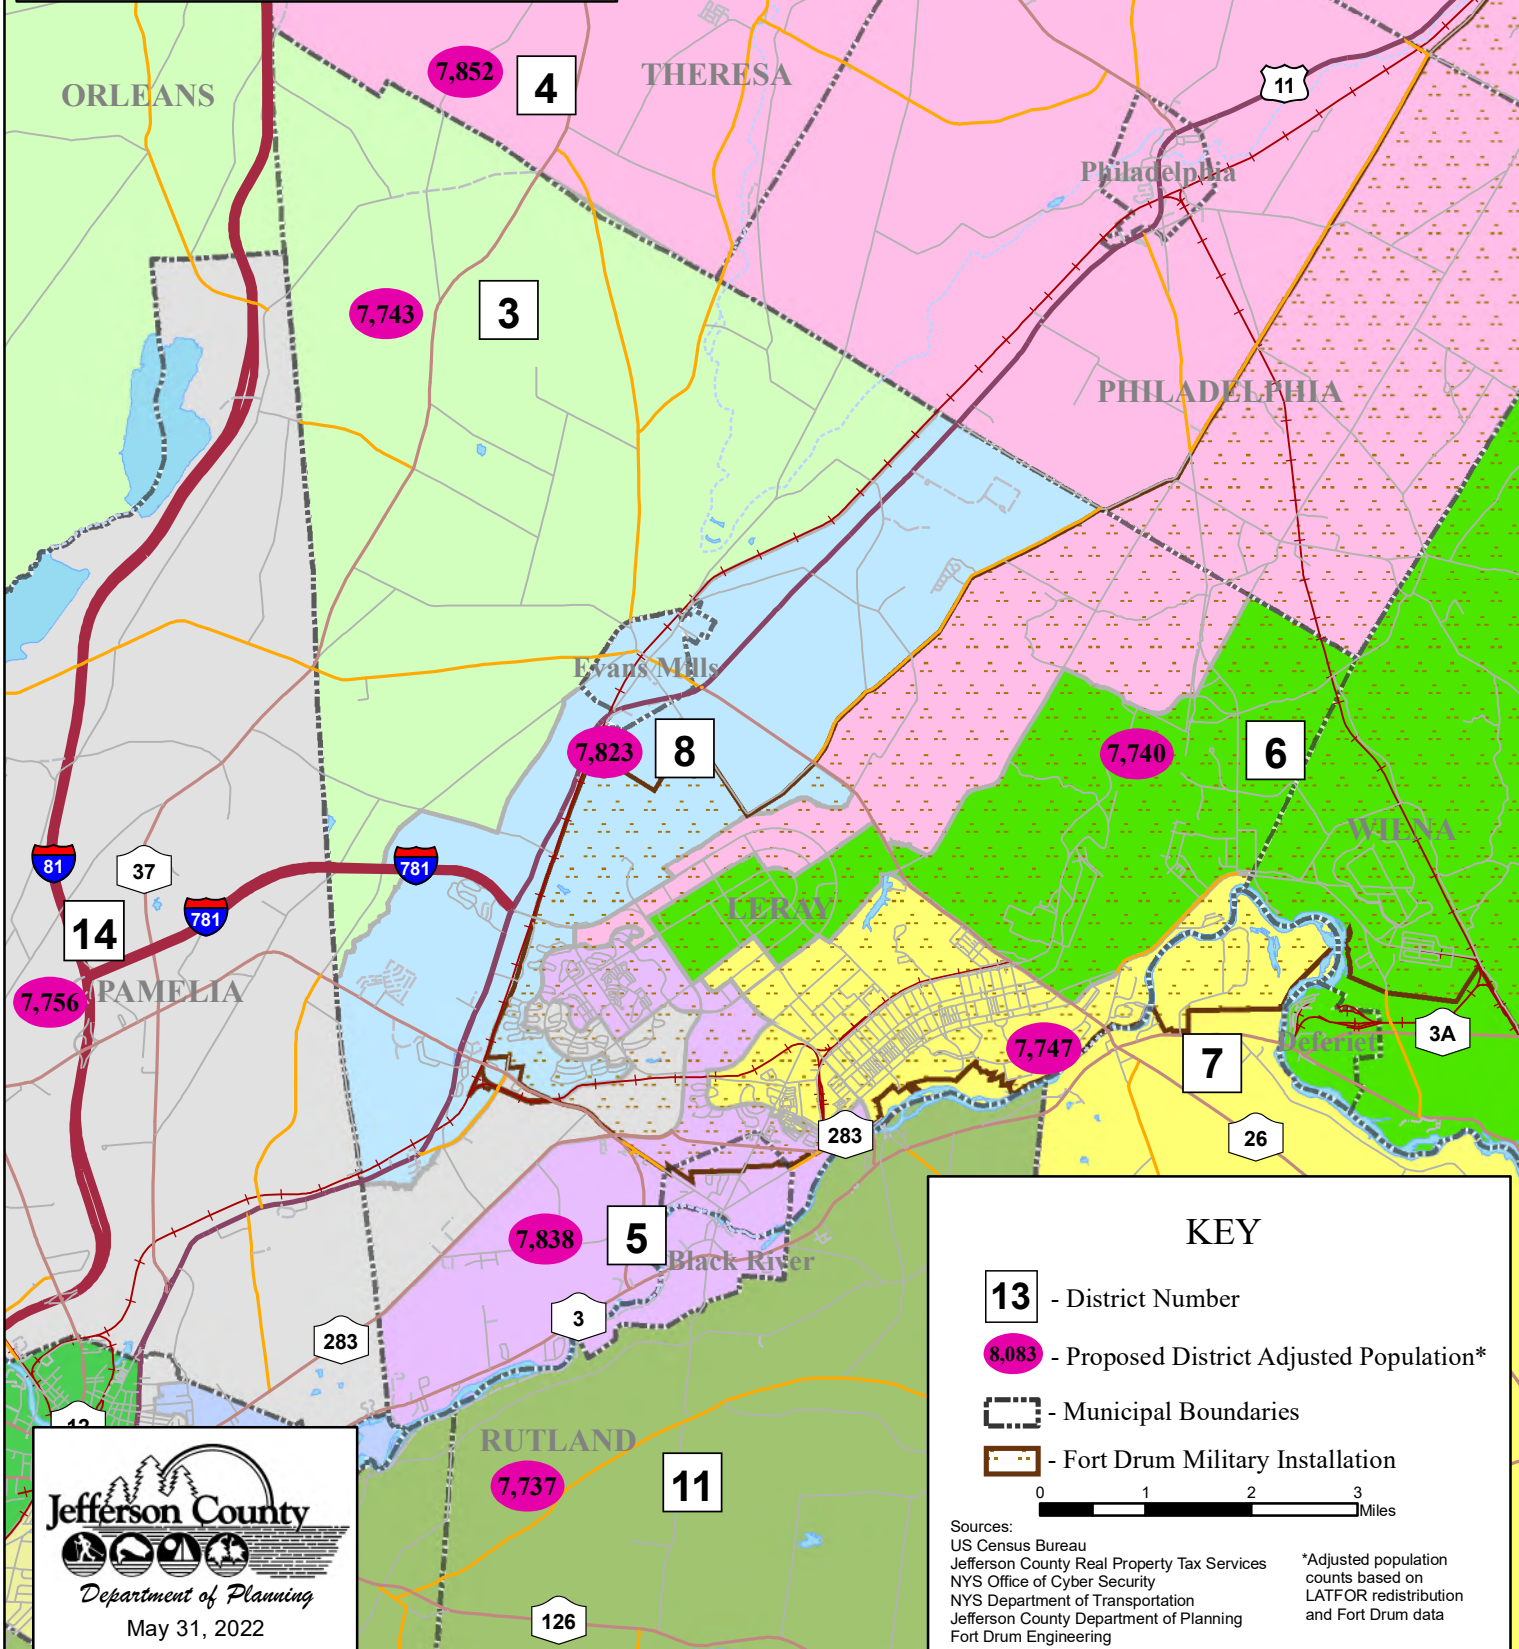 ORLEANS
7,852
4
THERESA
11
Philadelphia
7,743
3
PHILADELPHIA
Evans Mills
7,823
8
7,740
6
WILNA
81
37
781
781
14
LERAY
7,756
PAMELIA
7,747
7
Deferiet
3A
283
26
7,838
5
Black River
3
283
12
RUTLAND
7,737
11
126
Jefferson County
Department of Planning
May 31, 2022
KEY
13 - District Number
8,083 - Proposed District Adjusted Population*
- Municipal Boundaries
- Fort Drum Military Installation
0 1 2 3
Miles
Sources:
US Census Bureau
Jefferson County Real Property Tax Services
NYS Office of Cyber Security
NYS Department of Transportation
Jefferson County Department of Planning
Fort Drum Engineering
*Adjusted population
counts based on
LATFOR redistribution
and Fort Drum data